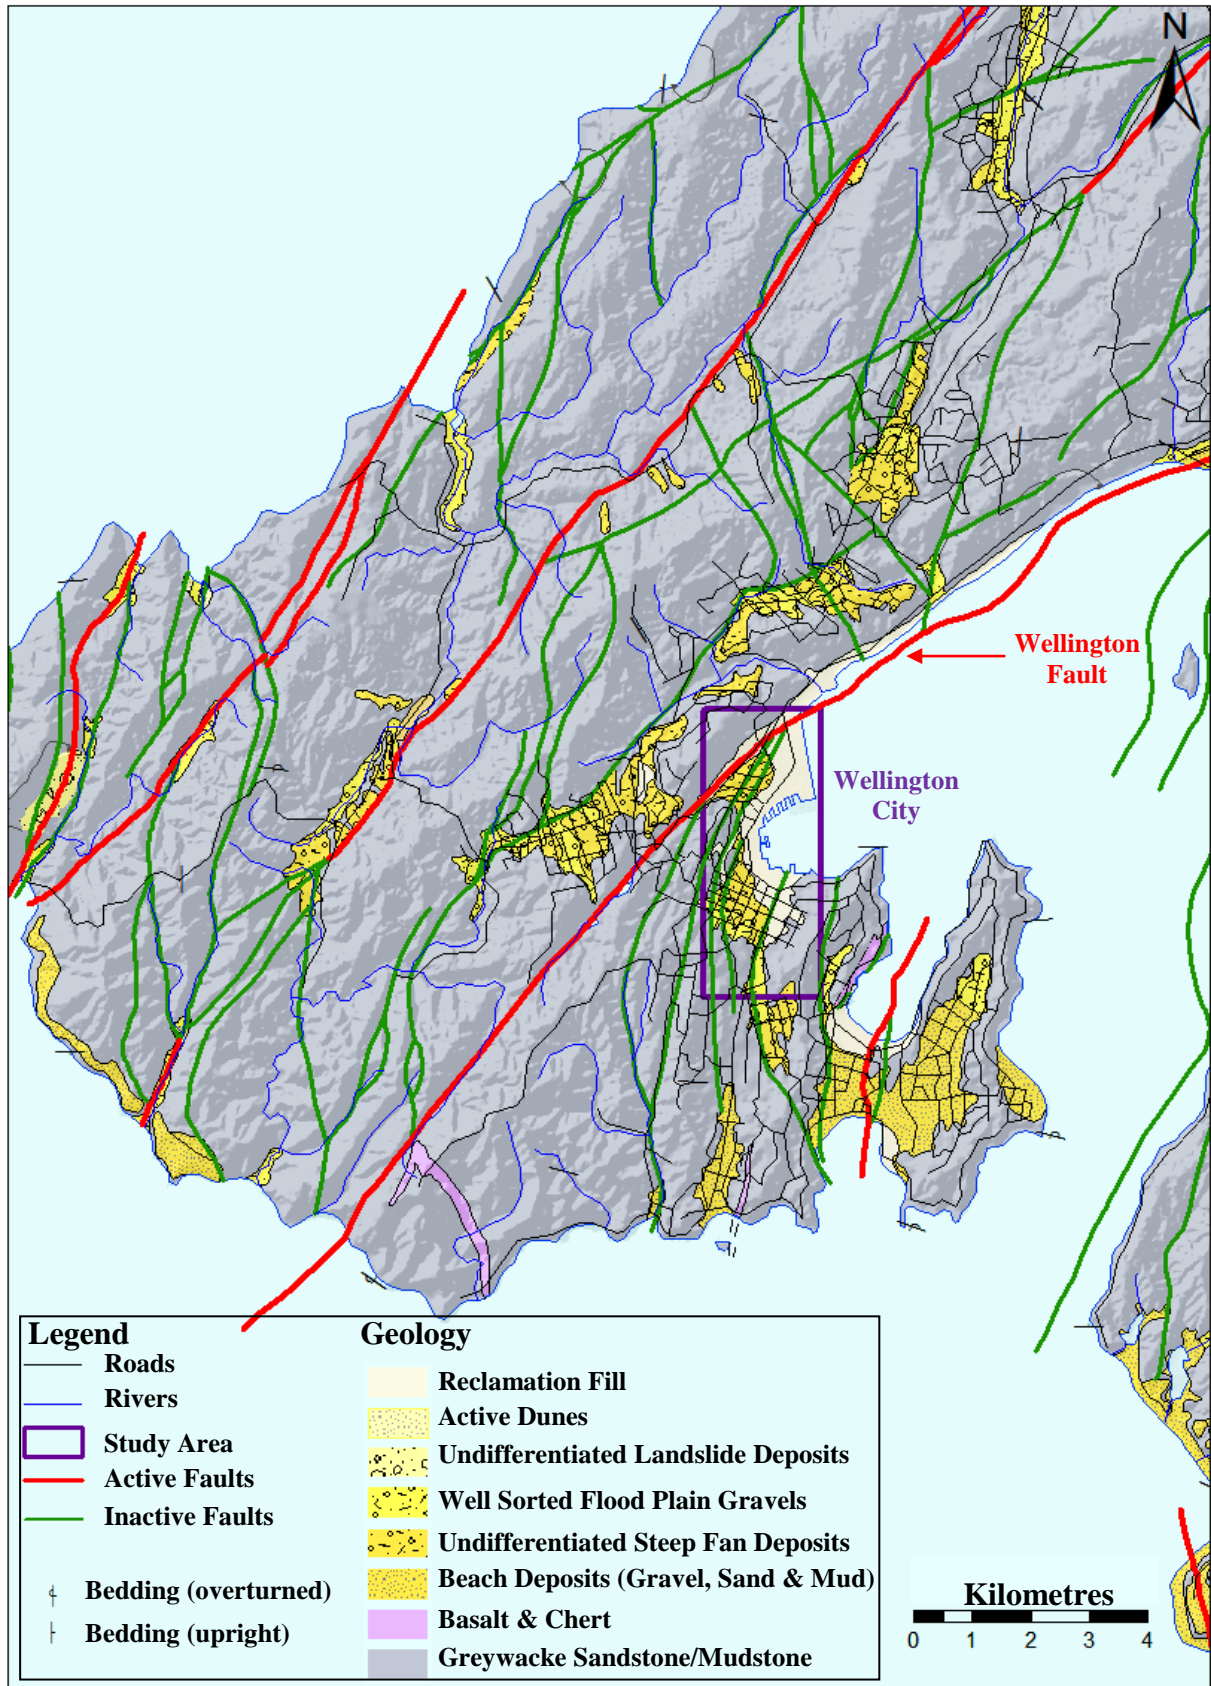 N
Wellington
Fault
Wellington
City
Legend
Roads
Rivers
Study Area
Active Faults
Inactive Faults
Bedding (overturned)
Bedding (upright)
Geology
Reclamation Fill
Active Dunes
Undifferentiated Landslide Deposits
Well Sorted Flood Plain Gravels
Undifferentiated Steep Fan Deposits
Beach Deposits (Gravel, Sand & Mud)
Basalt & Chert
Greywacke Sandstone/Mudstone
Kilometres
0 1 2 3 4